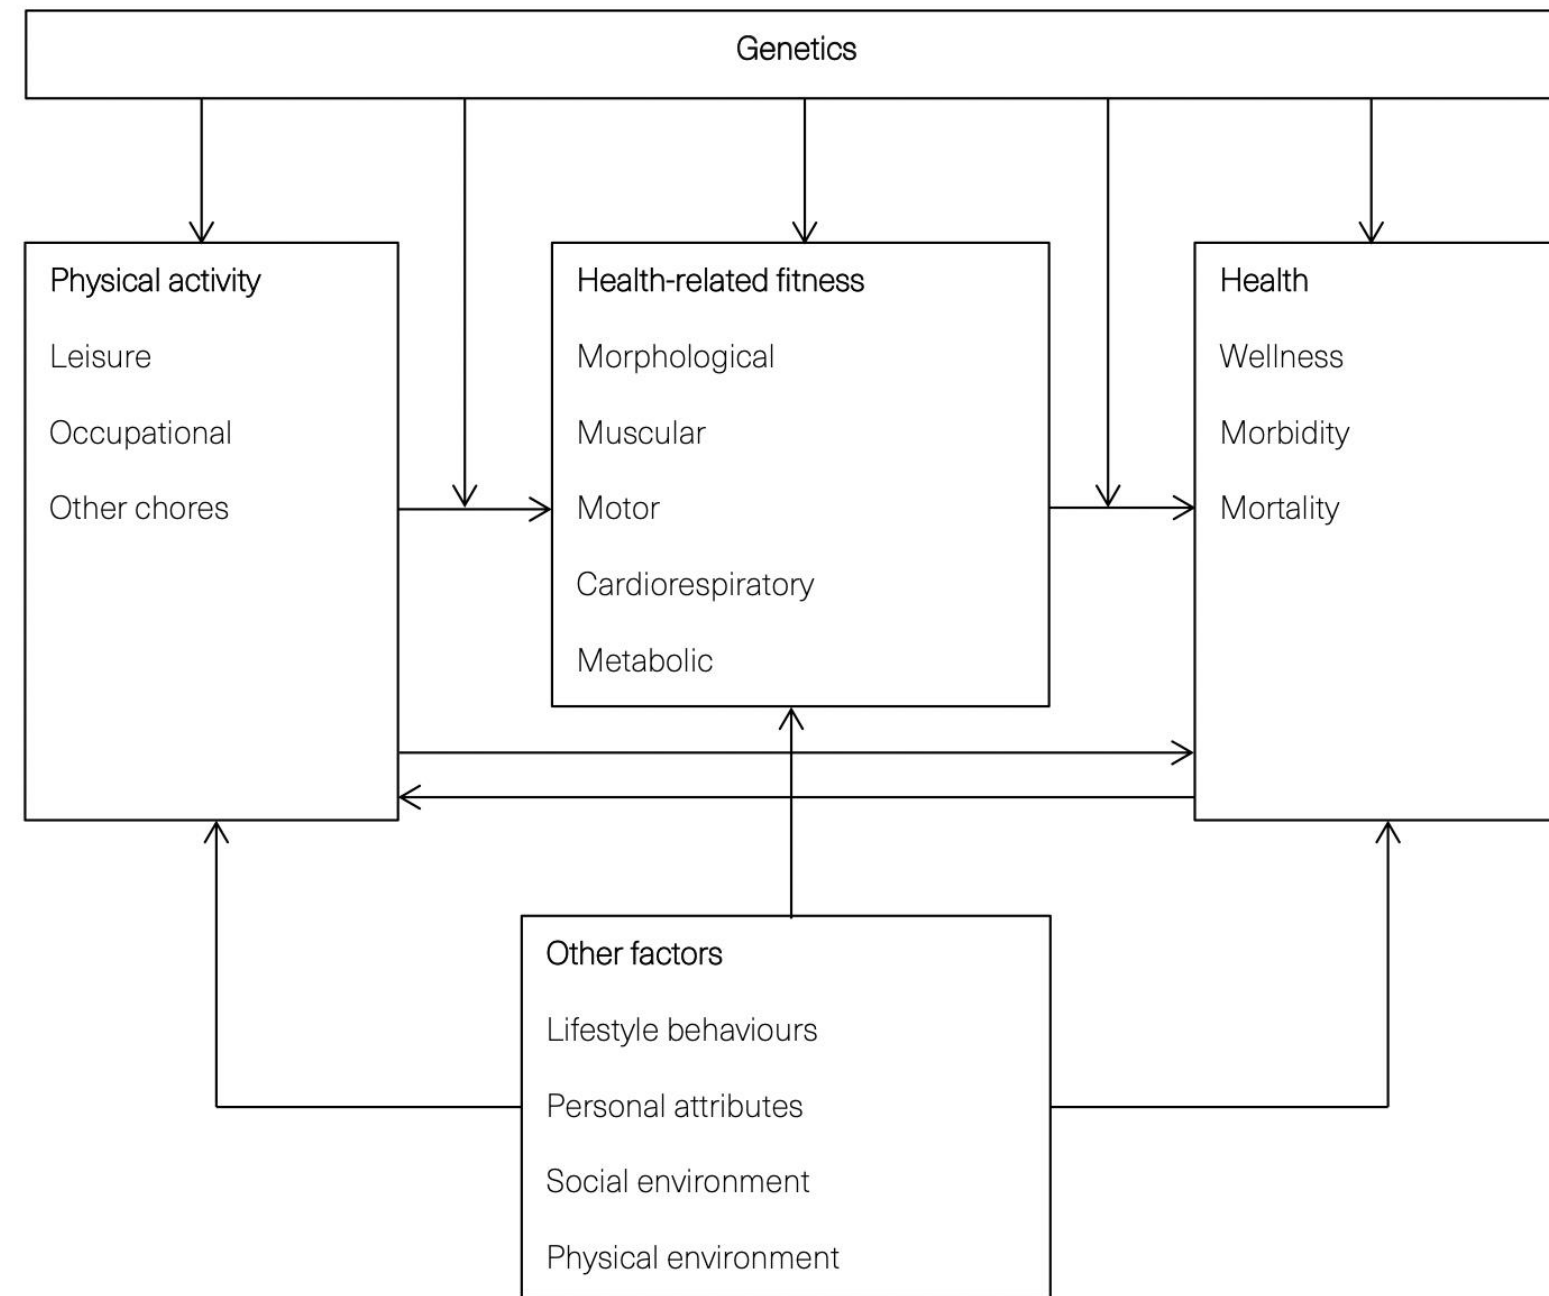 Genetics
Physical activity
Leisure
Occupational
Other chores
Health-related fitness
Morphological
Muscular
Motor
Cardiorespiratory
Metabolic
Health
Wellness
Morbidity
Mortality
Other factors
Lifestyle behaviours
Personal attributes
Social environment
Physical environment